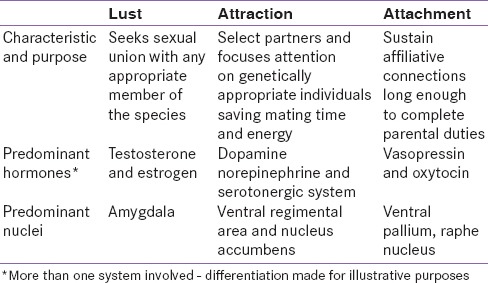 Lust Attraction Attachment
Characteristic Seeks sexual Select partners and Sustain
and purpose union with any focuses attention affiliative
appropriate on genetically connections
member of appropriate individuals long enough
the species saving mating time to complete
and energy parental duties
Predominant Testosterone Dopamine Vasopressin
hormones* and estrogen norepinephrine and and oxytocin
serotonergic system
Predominant Amygdala Ventral regimental Ventral
nuclei area and nucleus pallium, raphe
accumbens nucleus
*More than one system involved - differentiation made for illustrative purposes